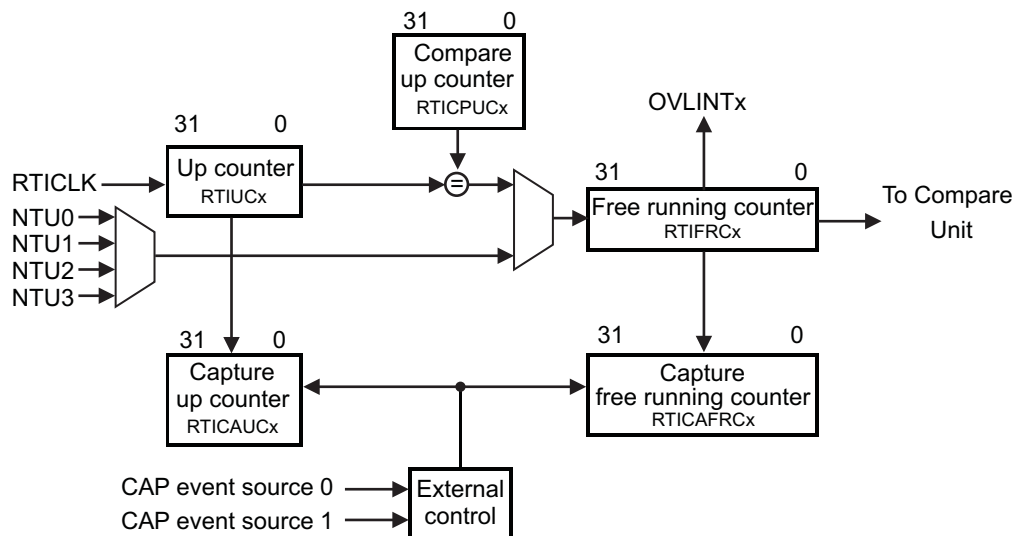 31 0
Compare
up counter
RTICPUCx
OVLINTx
31 0
Up counter
RTIUCx
RTICLK
NTU0
NTU1
NTU2
NTU3
=
31 0
Free running counter
RTIFRCx
To Compare
Unit
31 0
Capture
up counter
RTICAUCx
31 0
Capture
free running counter
RTICAFRCx
CAP event source 0
CAP event source 1
External
control